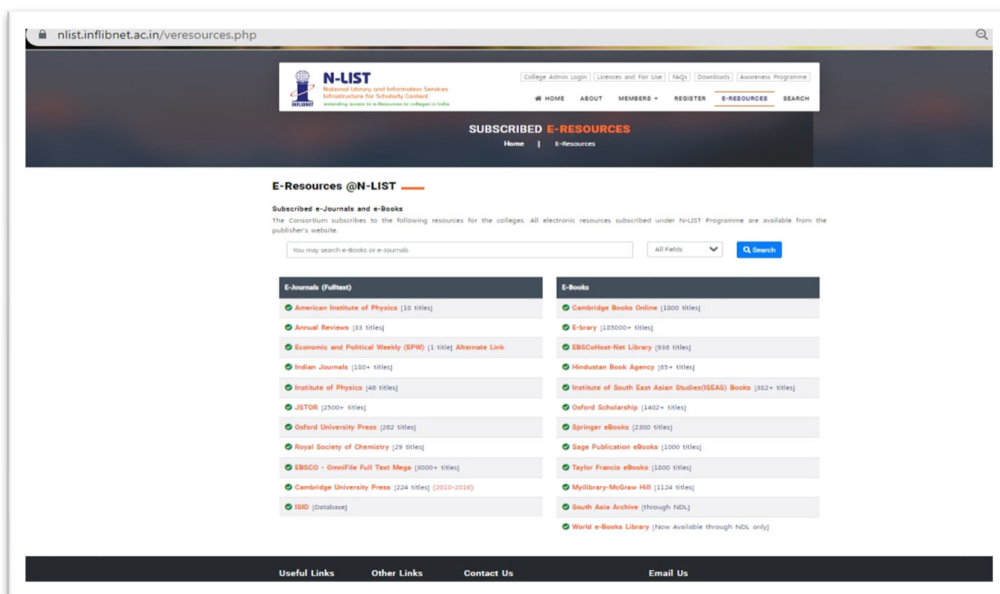 nlist.inflibnet.ac.in/veresources.php
N-LIST
National Library and Information Services
Infrastructure for Scholarly Content
extending access to e-Resources to colleges in India
INFLIBNET
College Admin Login Licences and Fair Use FAQs Downloads Awareness Programme
HOME ABOUT MEMBERS REGISTER E-RESOURCES SEARCH
SUBSCRIBED E-RESOURCES
Home | E-Resources
E-Resources @N-LIST
Subscribed e-Journals and e-Books
The Consortium subscribes to the following resources for the colleges. All electronic resources subscribed under N-LIST Programme are available from the
publisher's website.
You may search e-Books or e-Journals
All Fields
Search
E-Journals (Fulltext)
American Institute of Physics [18 titles]
Annual Reviews [33 titles]
Economic and Political Weekly (EPW) [1 title] Alternate Link
Indian Journals [180+ titles]
Institute of Physics [46 titles]
JSTOR [2500+ titles]
Oxford University Press [262 titles]
Royal Society of Chemistry [29 titles]
EBSCO - OmniFile Full Text Mega [3000+ titles]
Cambridge University Press [224 titles] [2010-2016]
ISID [Database]
E-Books
Cambridge Books Online [1800 titles]
E-brary [185000+ titles]
EBSCoHost-Net Library [936 titles]
Hindustan Book Agency [65+ titles]
Institute of South East Asian Studies(ISEAS) Books [382+ titles]
Oxford Scholarship [1402+ titles]
Springer eBooks [2300 titles]
Sage Publication eBooks [1000 titles]
Taylor Francis eBooks [1800 titles]
Myilibrary-McGraw Hill [1124 titles]
South Asia Archive [through NDL]
World e-Books Library [Now Available through NDL only]
Useful Links Other Links Contact Us Email Us